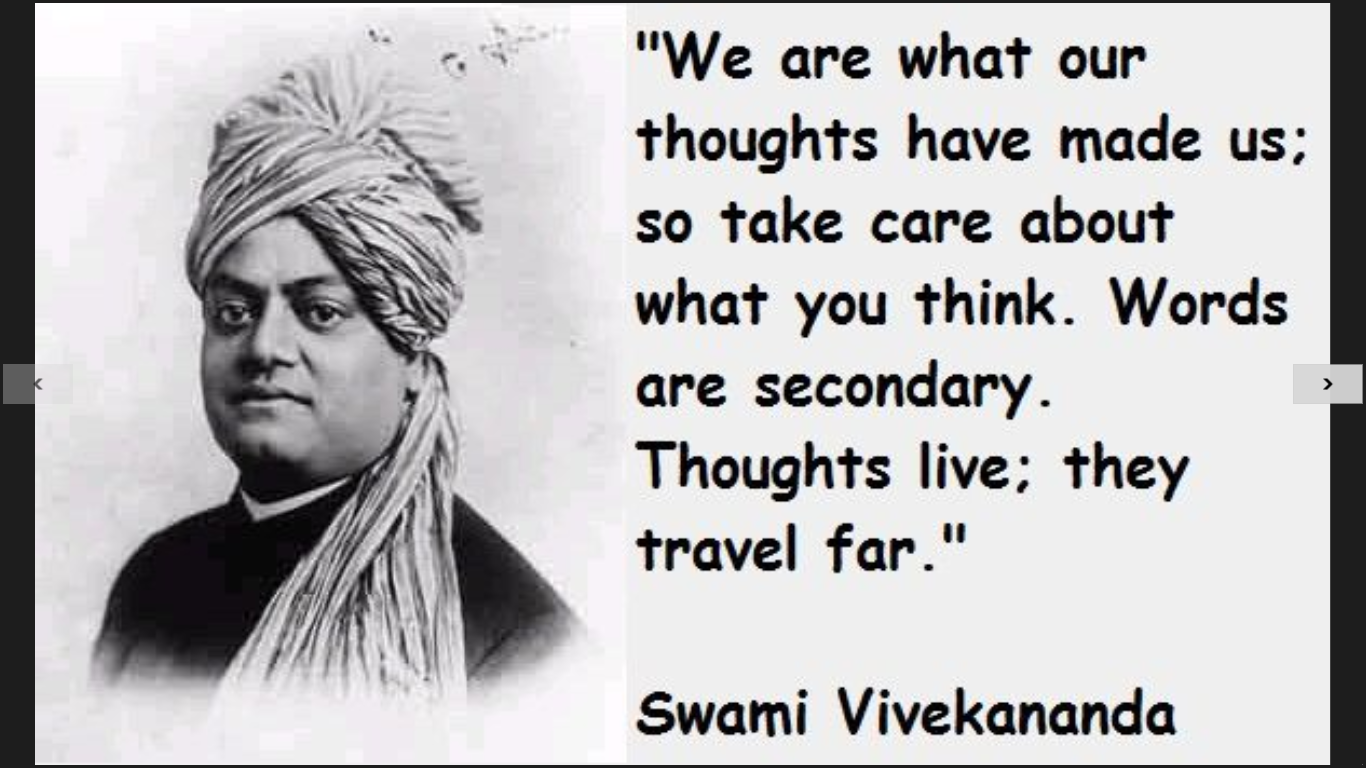 "We are what our
thoughts have made us;
so take care about
what you think. Words
are secondary.
Thoughts live; they
travel far."
Swami Vivekananda